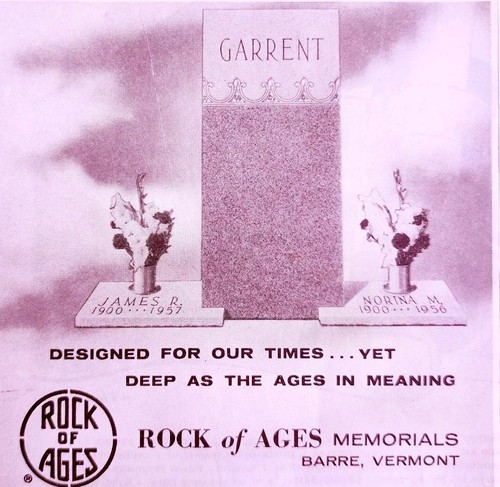 GARRENT
JAMES R.
1900 ··· 1957
NORINA M.
1900 ··· 1956
DESIGNED FOR OUR TIMES ... YET
DEEP AS THE AGES IN MEANING
ROCK
OF
AGES
®
ROCK of AGES MEMORIALS
BARRE, VERMONT